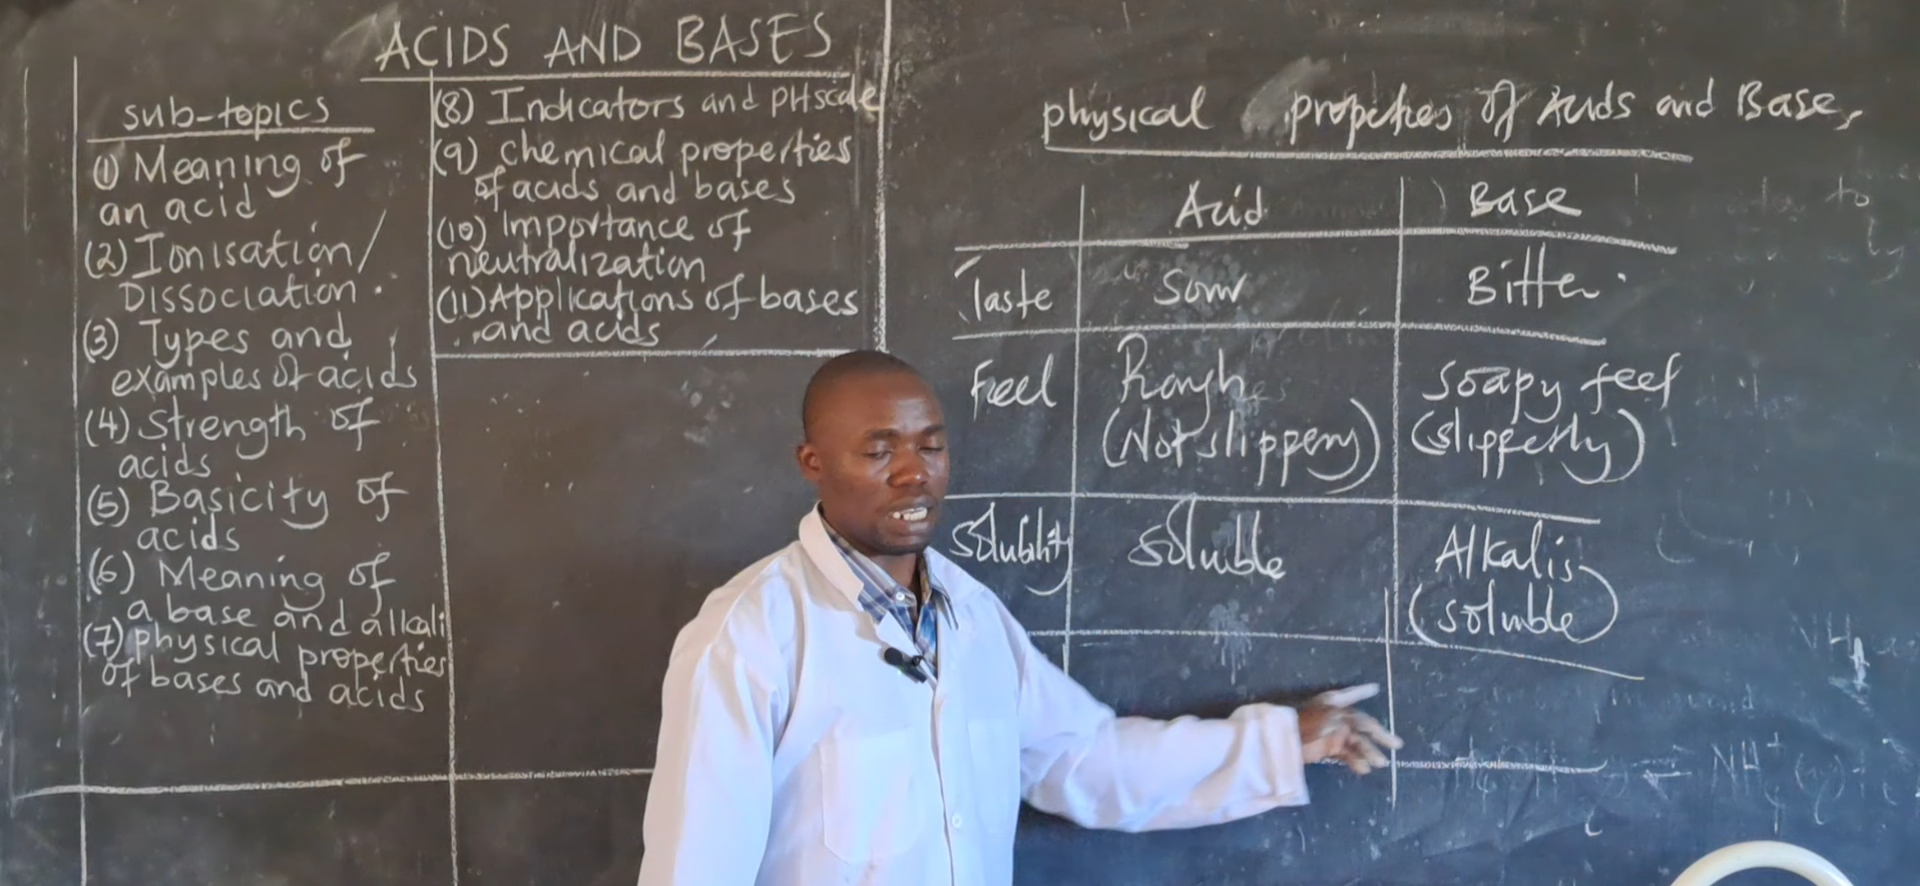 ACIDS AND BASES
sub-topics
(1) Meaning of
an acid
(2) Ionisation/
Dissociation.
(3) Types and
examples of acids
(4) Strength of
acids
(5) Basicity of
acids
(6) Meaning of
a base and alkali
(7) physical properties
of bases and acids
(8) Indicators and PH scale
(9) chemical properties
of acids and bases
(10) Importance of
neutralization
(11) Applications of bases
and acids
physical properties of Acids and Bases
Acid Base
Taste Sour Bitter
Feel Rough Soapy feel
(Not slippery) (slippery)
Solubility soluble Alkalis
(soluble)
NH
NH4+